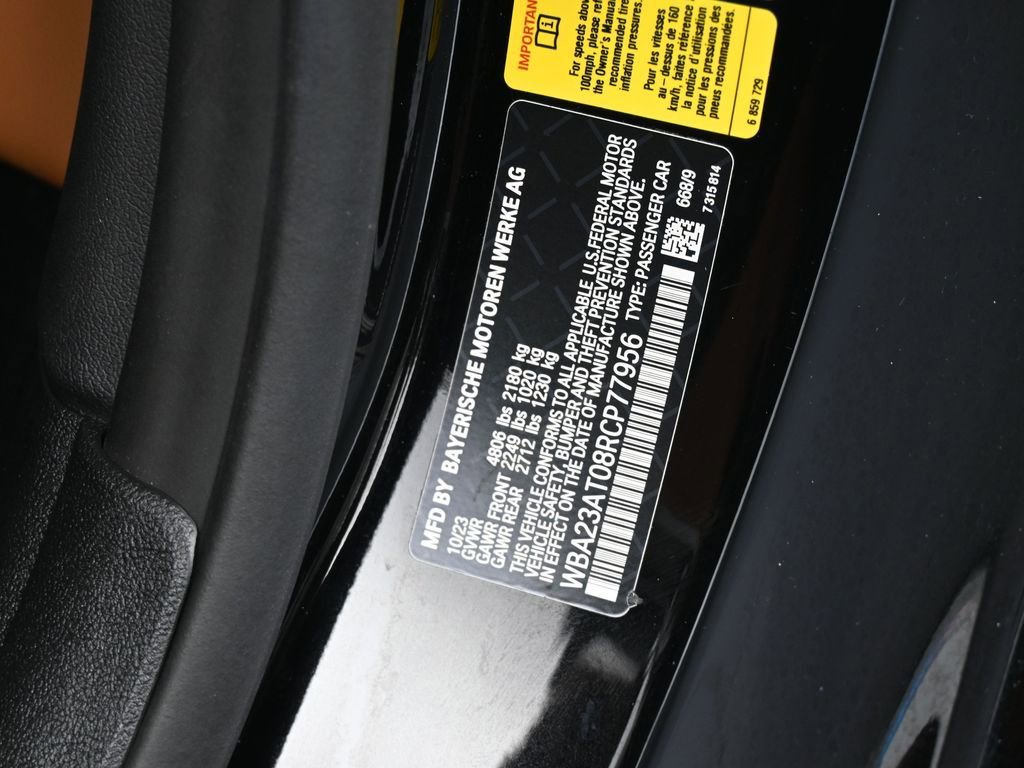 IMPORTAN
For speeds abov
100mph, please ref
the Owner's Manua
recommended tire
inflation pressures.
Pour les vitesses
au - dessus de 160
km/h, faites référence
la notice d'utilisation
pour les pressions des
pneus recommandées.
6 859 729
MFD BY BAYERISCHE MOTOREN WERKE AG
10/23
GVWR 4806 lbs 2180 kg
GAWR FRONT 2249 lbs 1020 kg
GAWR REAR 2712 lbs 1230 kg
THIS VEHICLE CONFORMS TO ALL APPLICABLE U.S.FEDERAL MOTOR
VEHICLE SAFETY, BUMPER AND THEFT PREVENTION STANDARDS
IN EFFECT ON THE DATE OF MANUFACTURE SHOWN ABOVE.
WBA23AT08RCP77956 TYPE: PASSENGER CAR
668/9
7 315 814